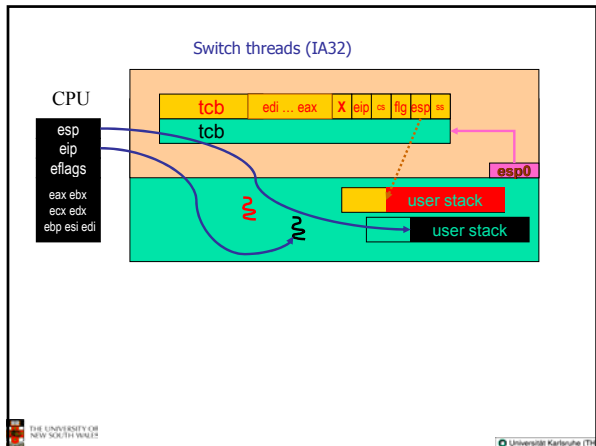 Switch threads (IA32)
CPU
tcb edi ... eax X eip cs flg esp ss
tcb
esp
eip
eflags
eax ebx
ecx edx
ebp esi edi
esp0
user stack
user stack
THE UNIVERSITY OF
NEW SOUTH WALES
Universität Karlsruhe (TH